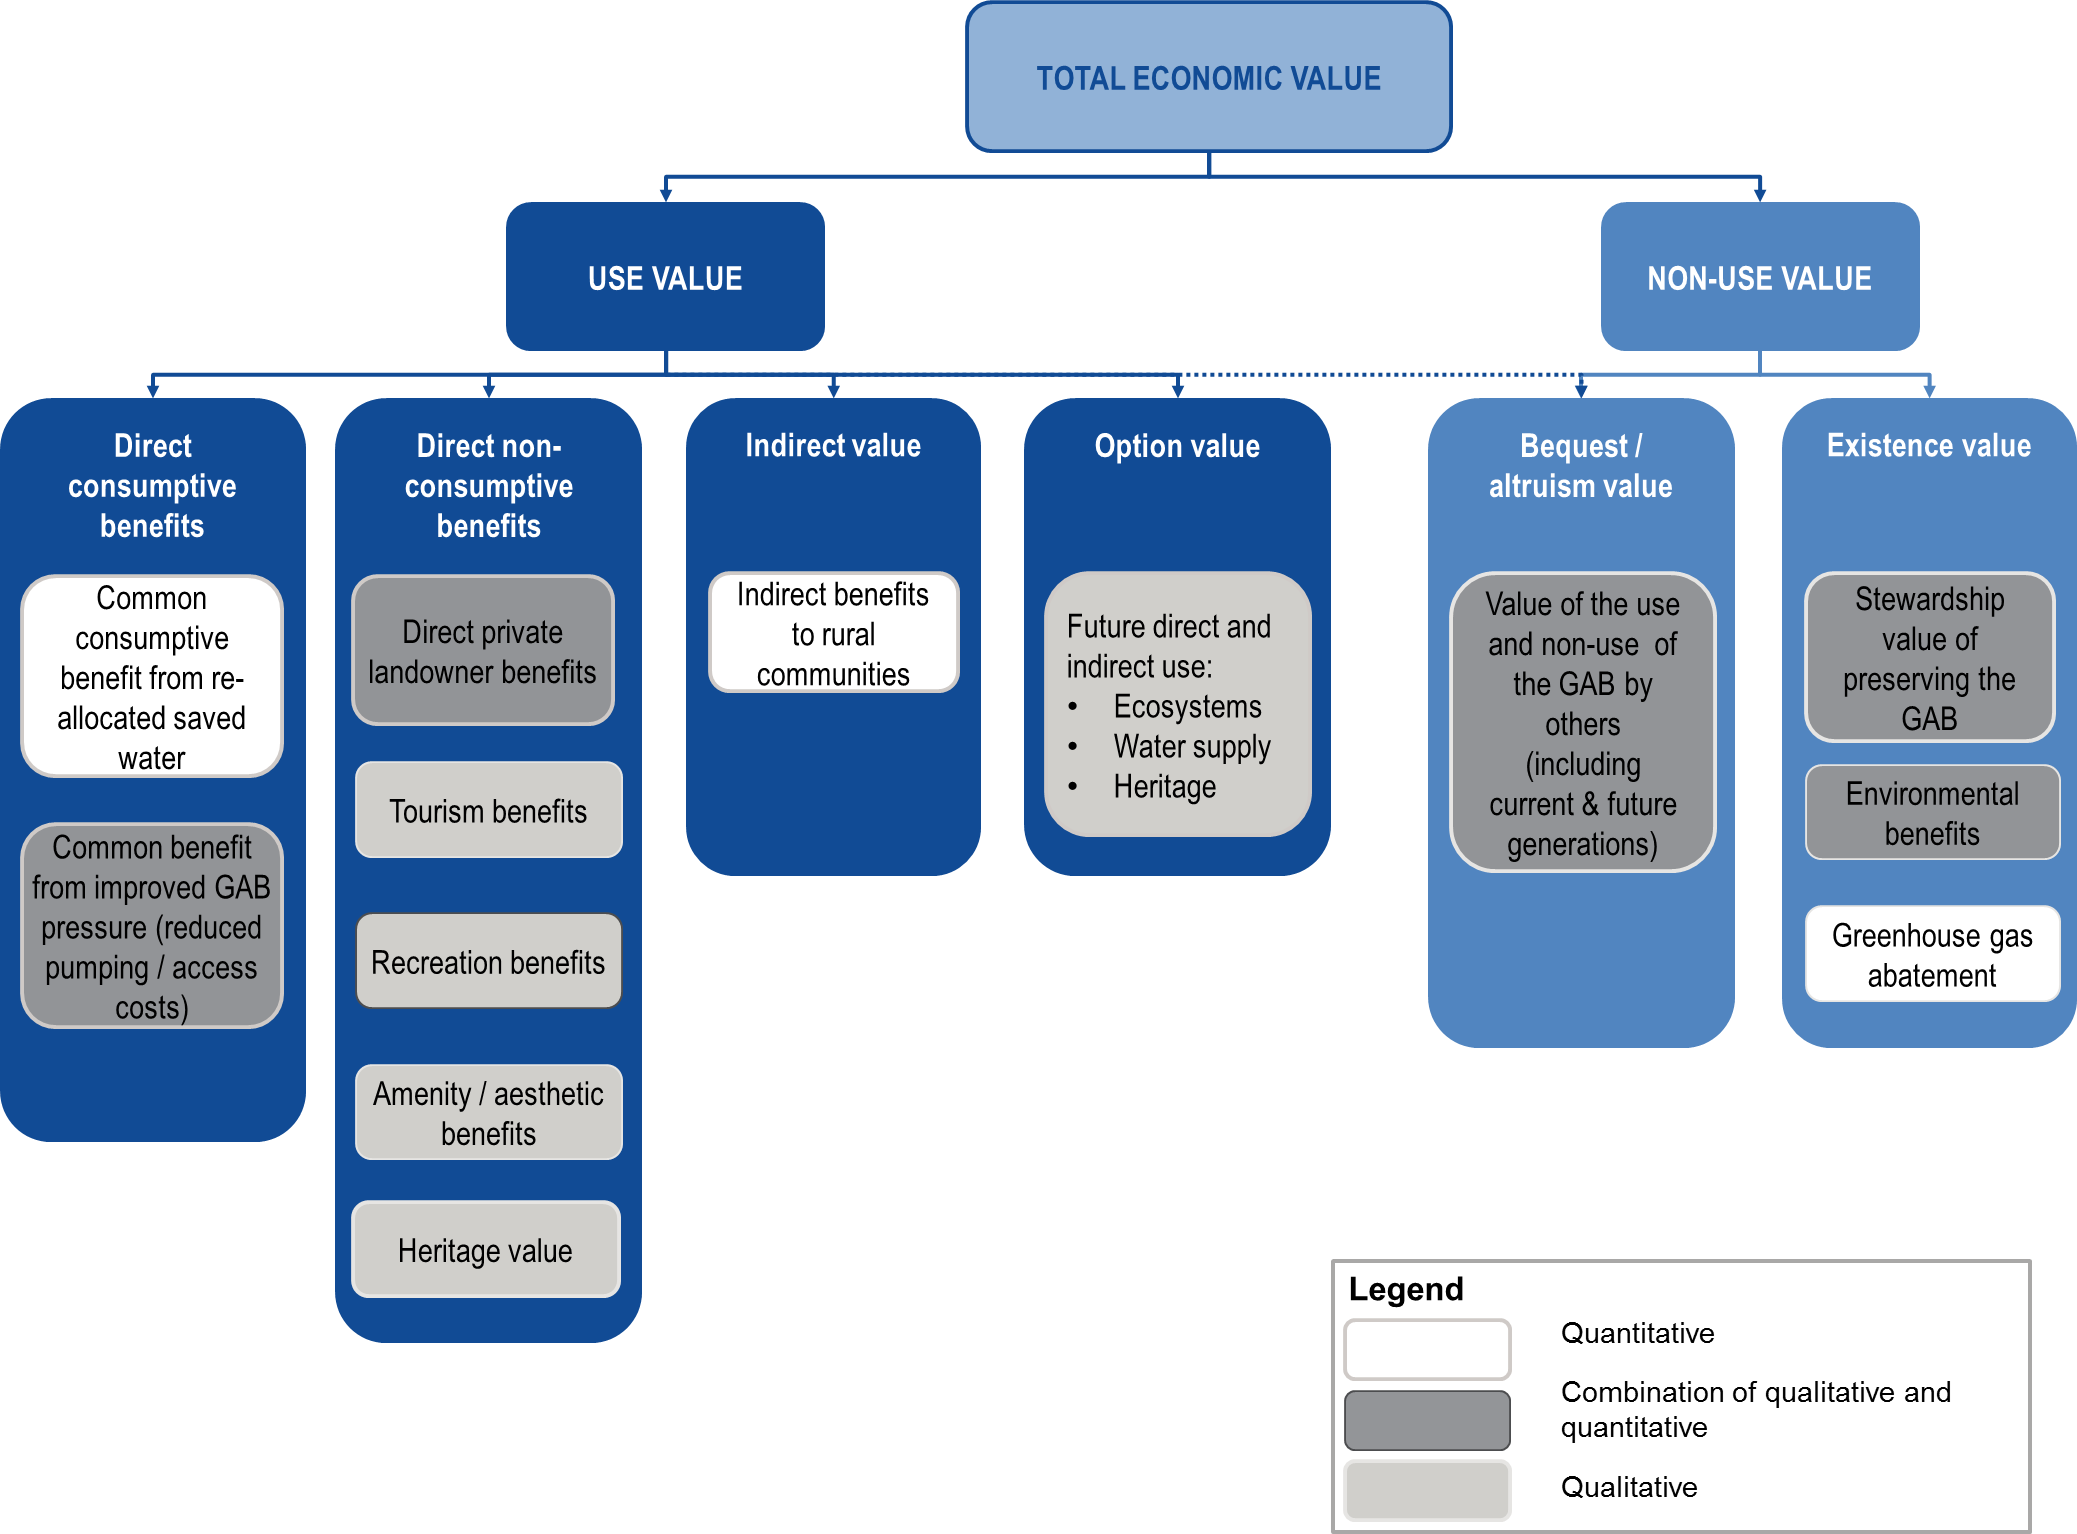 TOTAL ECONOMIC VALUE
USE VALUE
NON-USE VALUE
Direct
consumptive
benefits
Common
consumptive
benefit from re-
allocated saved
water
Common benefit
from improved GAB
pressure (reduced
pumping / access
costs)
Direct non-
consumptive
benefits
Direct private
landowner benefits
Tourism benefits
Recreation benefits
Amenity / aesthetic
benefits
Heritage value
Indirect value
Indirect benefits
to rural
communities
Option value
Future direct and
indirect use:
• Ecosystems
• Water supply
• Heritage
Bequest /
altruism value
Value of the use
and non-use of
the GAB by
others
(including
current & future
generations)
Existence value
Stewardship
value of
preserving the
GAB
Environmental
benefits
Greenhouse gas
abatement
Legend
Quantitative
Combination of qualitative and
quantitative
Qualitative